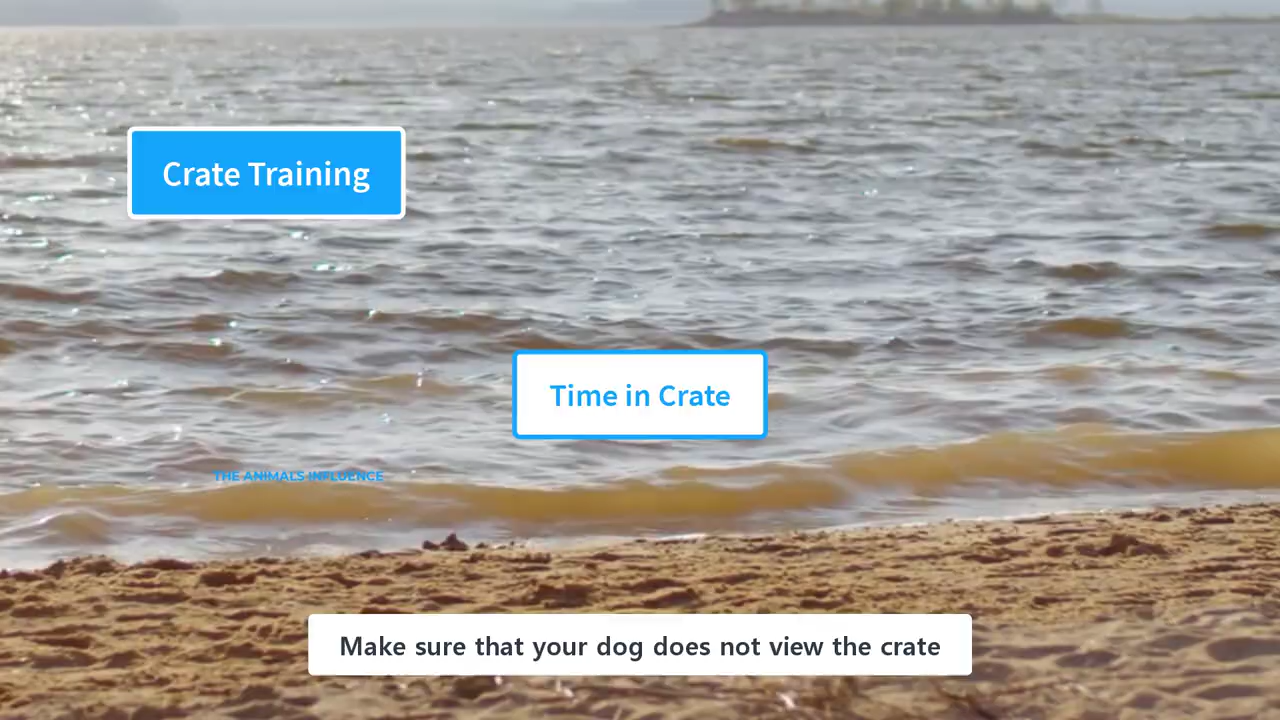 Crate Training
Time in Crate
THE ANIMALS INFLUENCE
Make sure that your dog does not view the crate